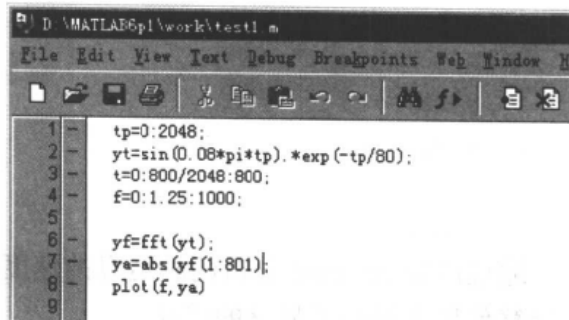 D:\MATLAB6p1\work\test1.m
File Edit View Text Debug Breakpoints Web Window H
1 - tp=0:2048;
2 - yt=sin(0.08*pi*tp).*exp(-tp/80);
3 - t=0:800/2048:800;
4 - f=0:1.25:1000;
5
6 - yf=fft(yt);
7 - ya=abs(yf(1:801));
8 - plot(f,ya)
9